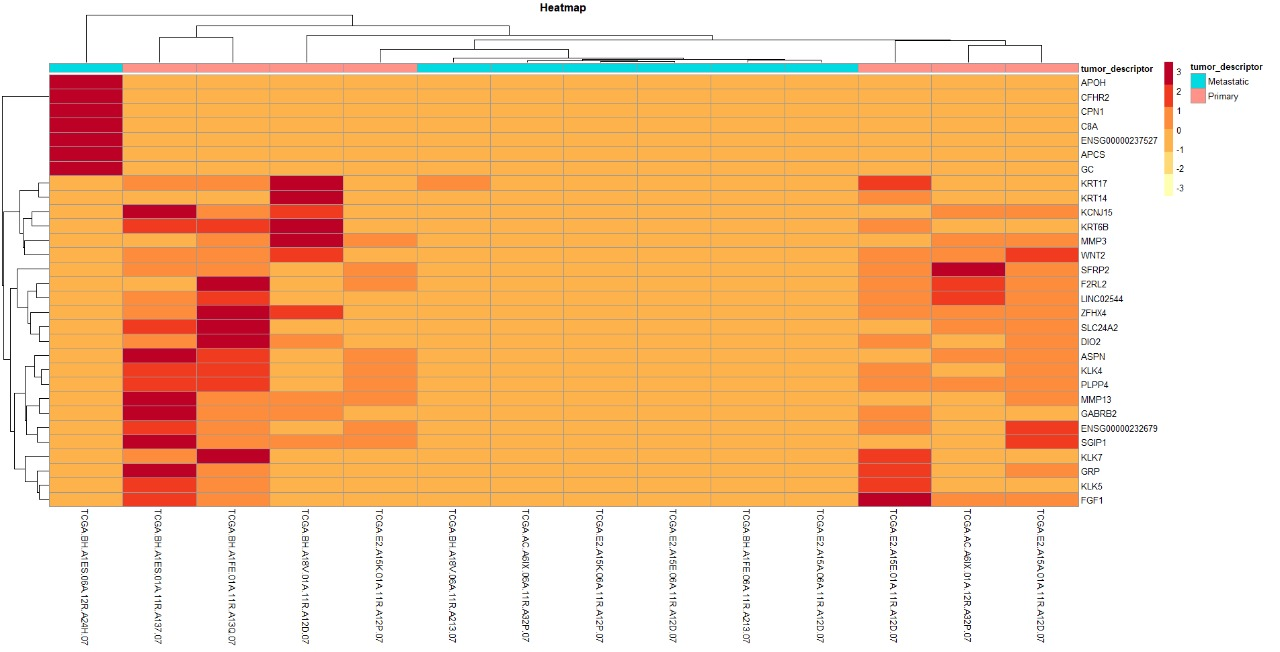 Heatmap
tumor_descriptor
APOH
CFHR2
CPN1
C8A
ENSG00000237527
APCS
GC
KRT17
KRT14
KCNJ15
KRT6B
MMP3
WNT2
SFRP2
F2RL2
LINC02544
ZFHX4
SLC24A2
DIO2
ASPN
KLK4
PLPP4
MMP13
GABRB2
ENSG00000232679
SGIP1
KLK7
GRP
KLK5
FGF1
3
2
1
0
-1
-2
-3
tumor_descriptor
Metastatic
Primary
TCGA.BH.A1ES.06A.12R.A24H.07
TCGA.BH.A1ES.01A.11R.A137.07
TCGA.BH.A1FE.01A.11R.A13Q.07
TCGA.BH.A18V.01A.11R.A12D.07
TCGA.E2.A15K.01A.11R.A12P.07
TCGA.BH.A18V.06A.11R.A213.07
TCGA.AC.A6IX.06A.11R.A32P.07
TCGA.E2.A15K.06A.11R.A12P.07
TCGA.E2.A15E.06A.11R.A12D.07
TCGA.BH.A1FE.06A.11R.A213.07
TCGA.E2.A15A.06A.11R.A12D.07
TCGA.E2.A15E.01A.11R.A12D.07
TCGA.AC.A6IX.01A.12R.A32P.07
TCGA.E2.A15A.01A.11R.A12D.07